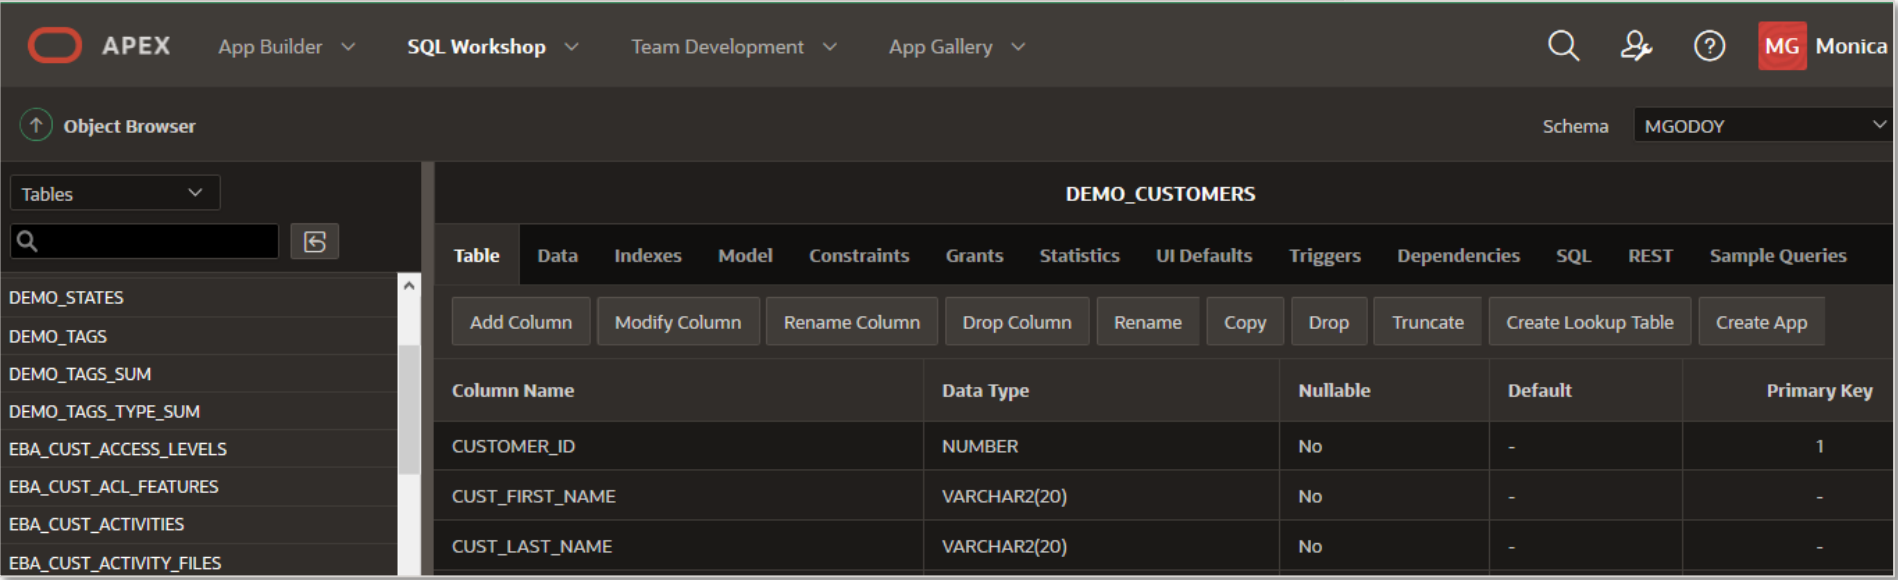 APEX App Builder SQL Workshop Team Development App Gallery MG Monica
Object Browser Schema MGODOY
Tables
DEMO_CUSTOMERS
Table Data Indexes Model Constraints Grants Statistics UI Defaults Triggers Dependencies SQL REST Sample Queries
Add Column Modify Column Rename Column Drop Column Rename Copy Drop Truncate Create Lookup Table Create App
DEMO_STATES
DEMO_TAGS
DEMO_TAGS_SUM
DEMO_TAGS_TYPE_SUM
EBA_CUST_ACCESS_LEVELS
EBA_CUST_ACL_FEATURES
EBA_CUST_ACTIVITIES
EBA_CUST_ACTIVITY_FILES
Column Name Data Type Nullable Default Primary Key
CUSTOMER_ID NUMBER No - 1
CUST_FIRST_NAME VARCHAR2(20) No - -
CUST_LAST_NAME VARCHAR2(20) No - -